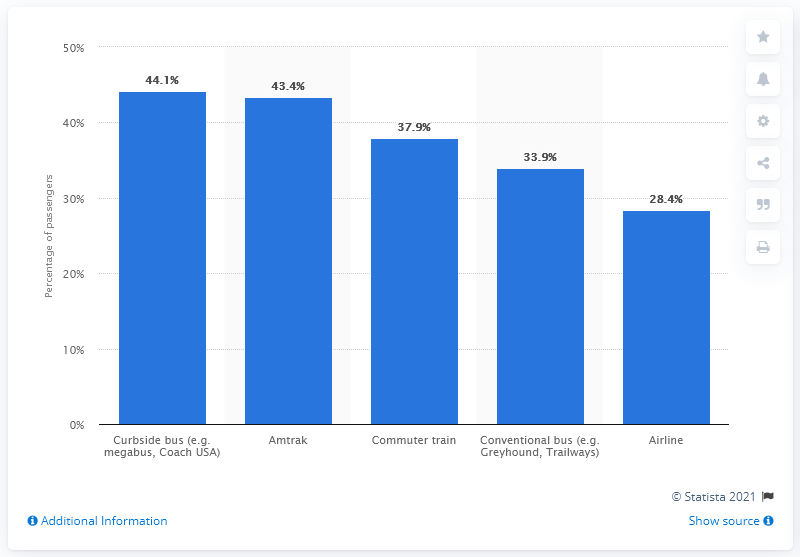 50%
40%
30%
20%
10%
0%
Percentage of passengers
44.1%
43.4%
37.9%
33.9%
28.4%
Curbside bus (e.g.
megabus, Coach USA)
Amtrak
Commuter train
Conventional bus (e.g.
Greyhound, Trailways)
Airline
© Statista 2021
Additional Information
Show source